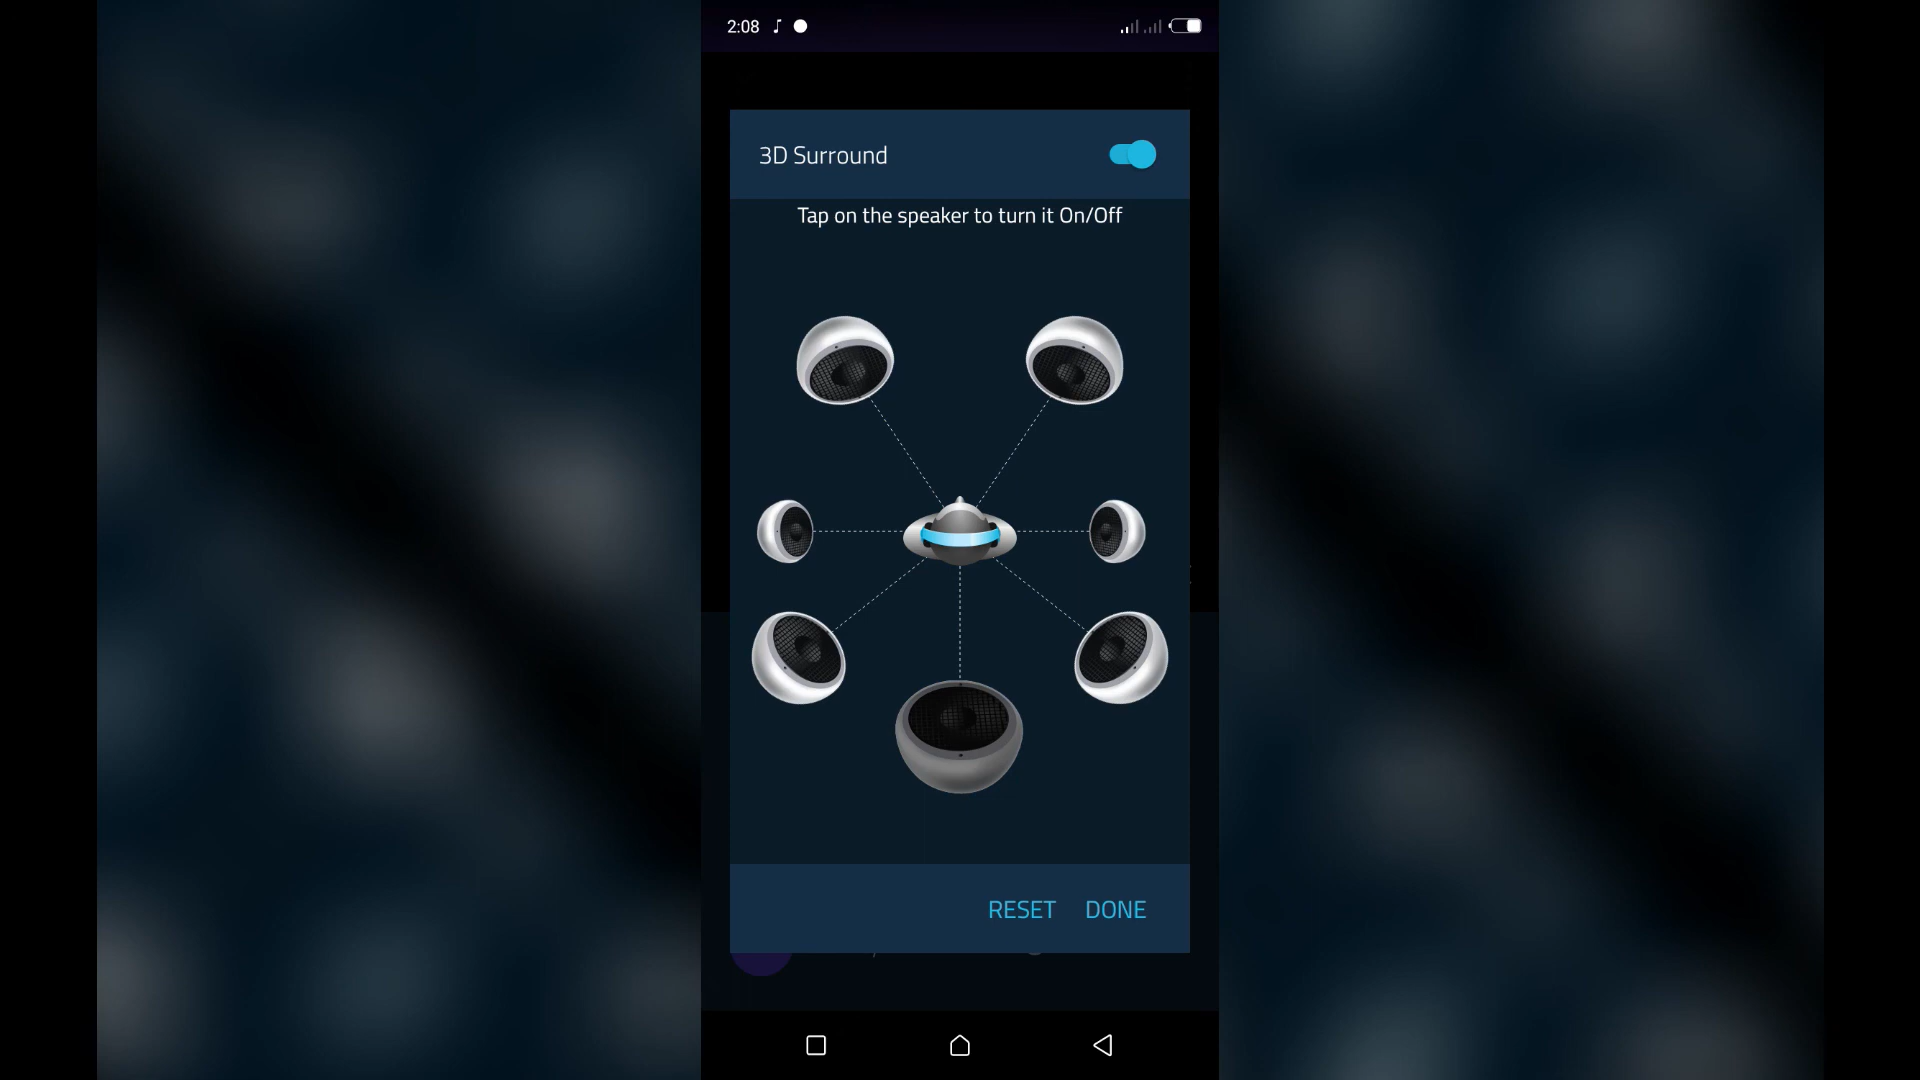 2:08
3D Surround
Tap on the speaker to turn it On/Off
RESET DONE